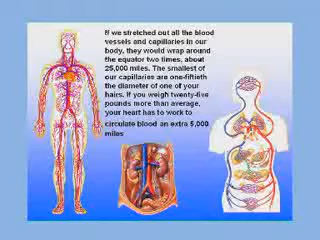 If we stretched out all the blood
vessels and capillaries in our
body, they would wrap around
the equator two times, about
25,000 miles. The smallest of
our capillaries are one-fiftieth
the diameter of one of your
hairs. If you weigh twenty-five
pounds more than average,
your heart has to work to
circulate blood an extra 5,000
miles